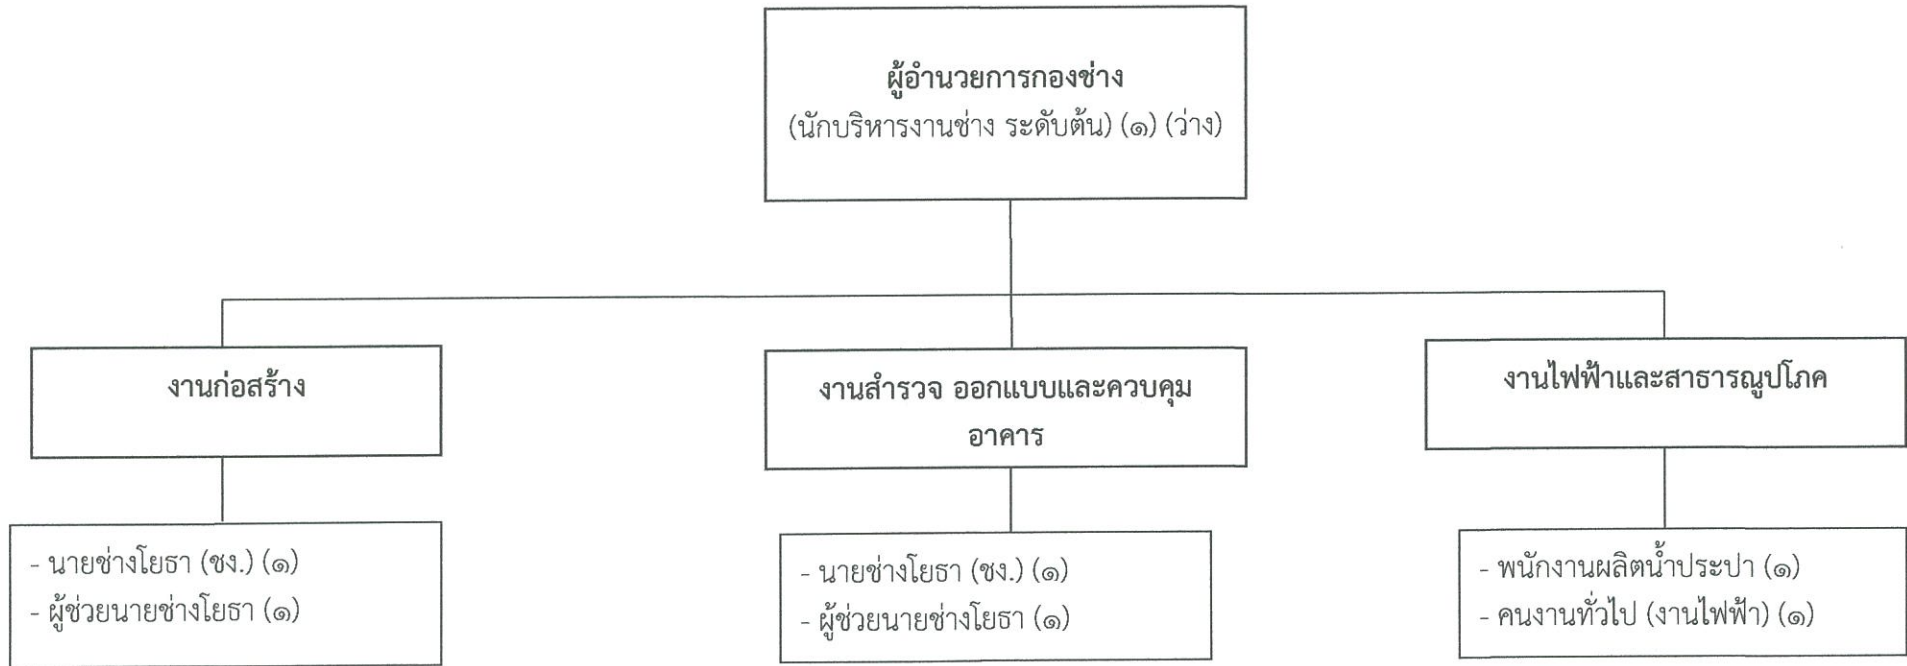 ผู้อำนวยการกองช่าง
(นักบริหารงานช่าง ระดับต้น) (๑) (ว่าง)
งานก่อสร้าง
งานสำรวจ ออกแบบและควบคุม
อาคาร
งานไฟฟ้าและสาธารณูปโภค
- นายช่างโยธา (ชง.) (๑)
- ผู้ช่วยนายช่างโยธา (๑)
- นายช่างโยธา (ชง.) (๑)
- ผู้ช่วยนายช่างโยธา (๑)
- พนักงานผลิตน้ำประปา (๑)
- คนงานทั่วไป (งานไฟฟ้า) (๑)